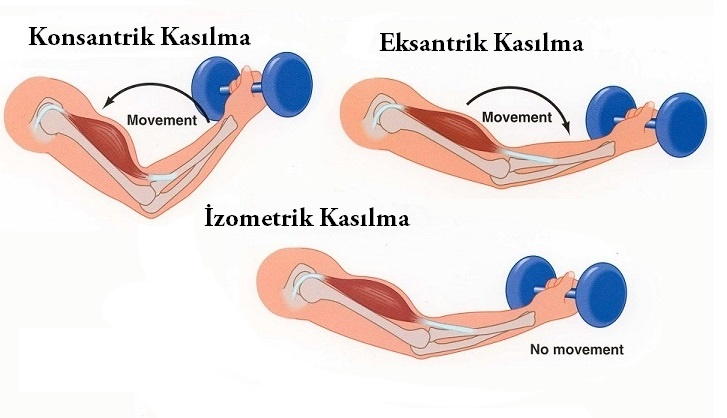 Konsantrik Kasılma
Eksantrik Kasılma
Movement
Movement
İzometrik Kasılma
No movement